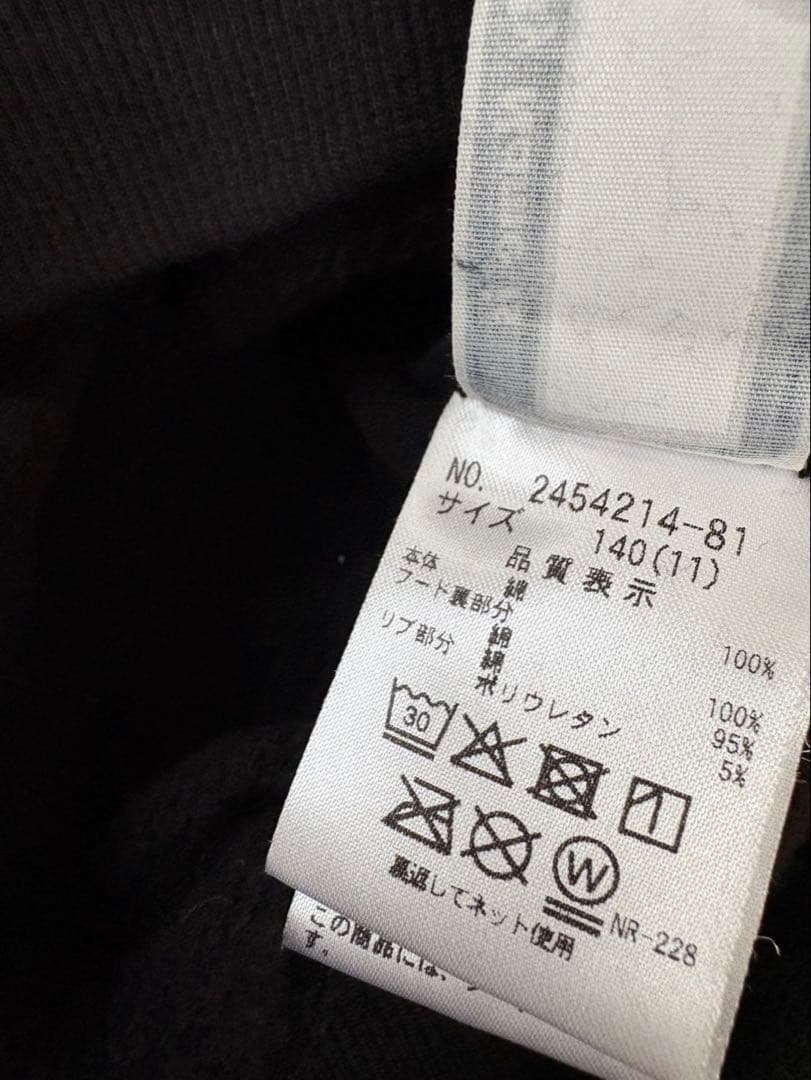 NO. 2454214-81
サイズ 140(11)
品質表示
本体 綿 100%
フード裏部分
綿 100%
リブ部分 綿 95%
ポリウレタン 5%
30
W
裏返してネット使用
NR-228
この商品には、
す。